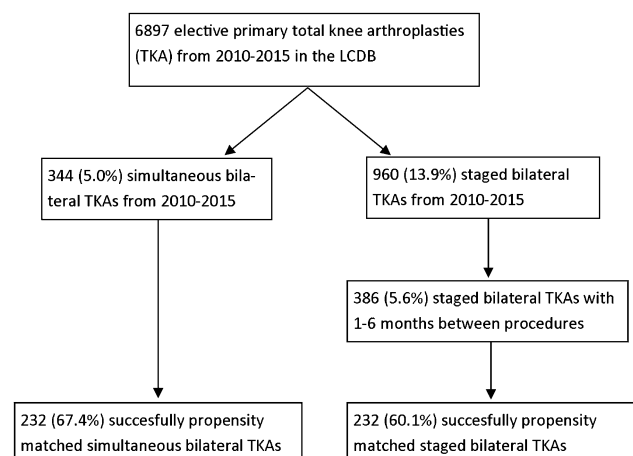 6897 elective primary total knee arthroplasties
(TKA) from 2010-2015 in the LCDB
344 (5.0%) simultaneous bila-
teral TKAs from 2010-2015
960 (13.9%) staged bilateral
TKAs from 2010-2015
386 (5.6%) staged bilateral TKAs with
1-6 months between procedures
232 (67.4%) succesfully propensity
matched simultaneous bilateral TKAs
232 (60.1%) succesfully propensity
matched staged bilateral TKAs